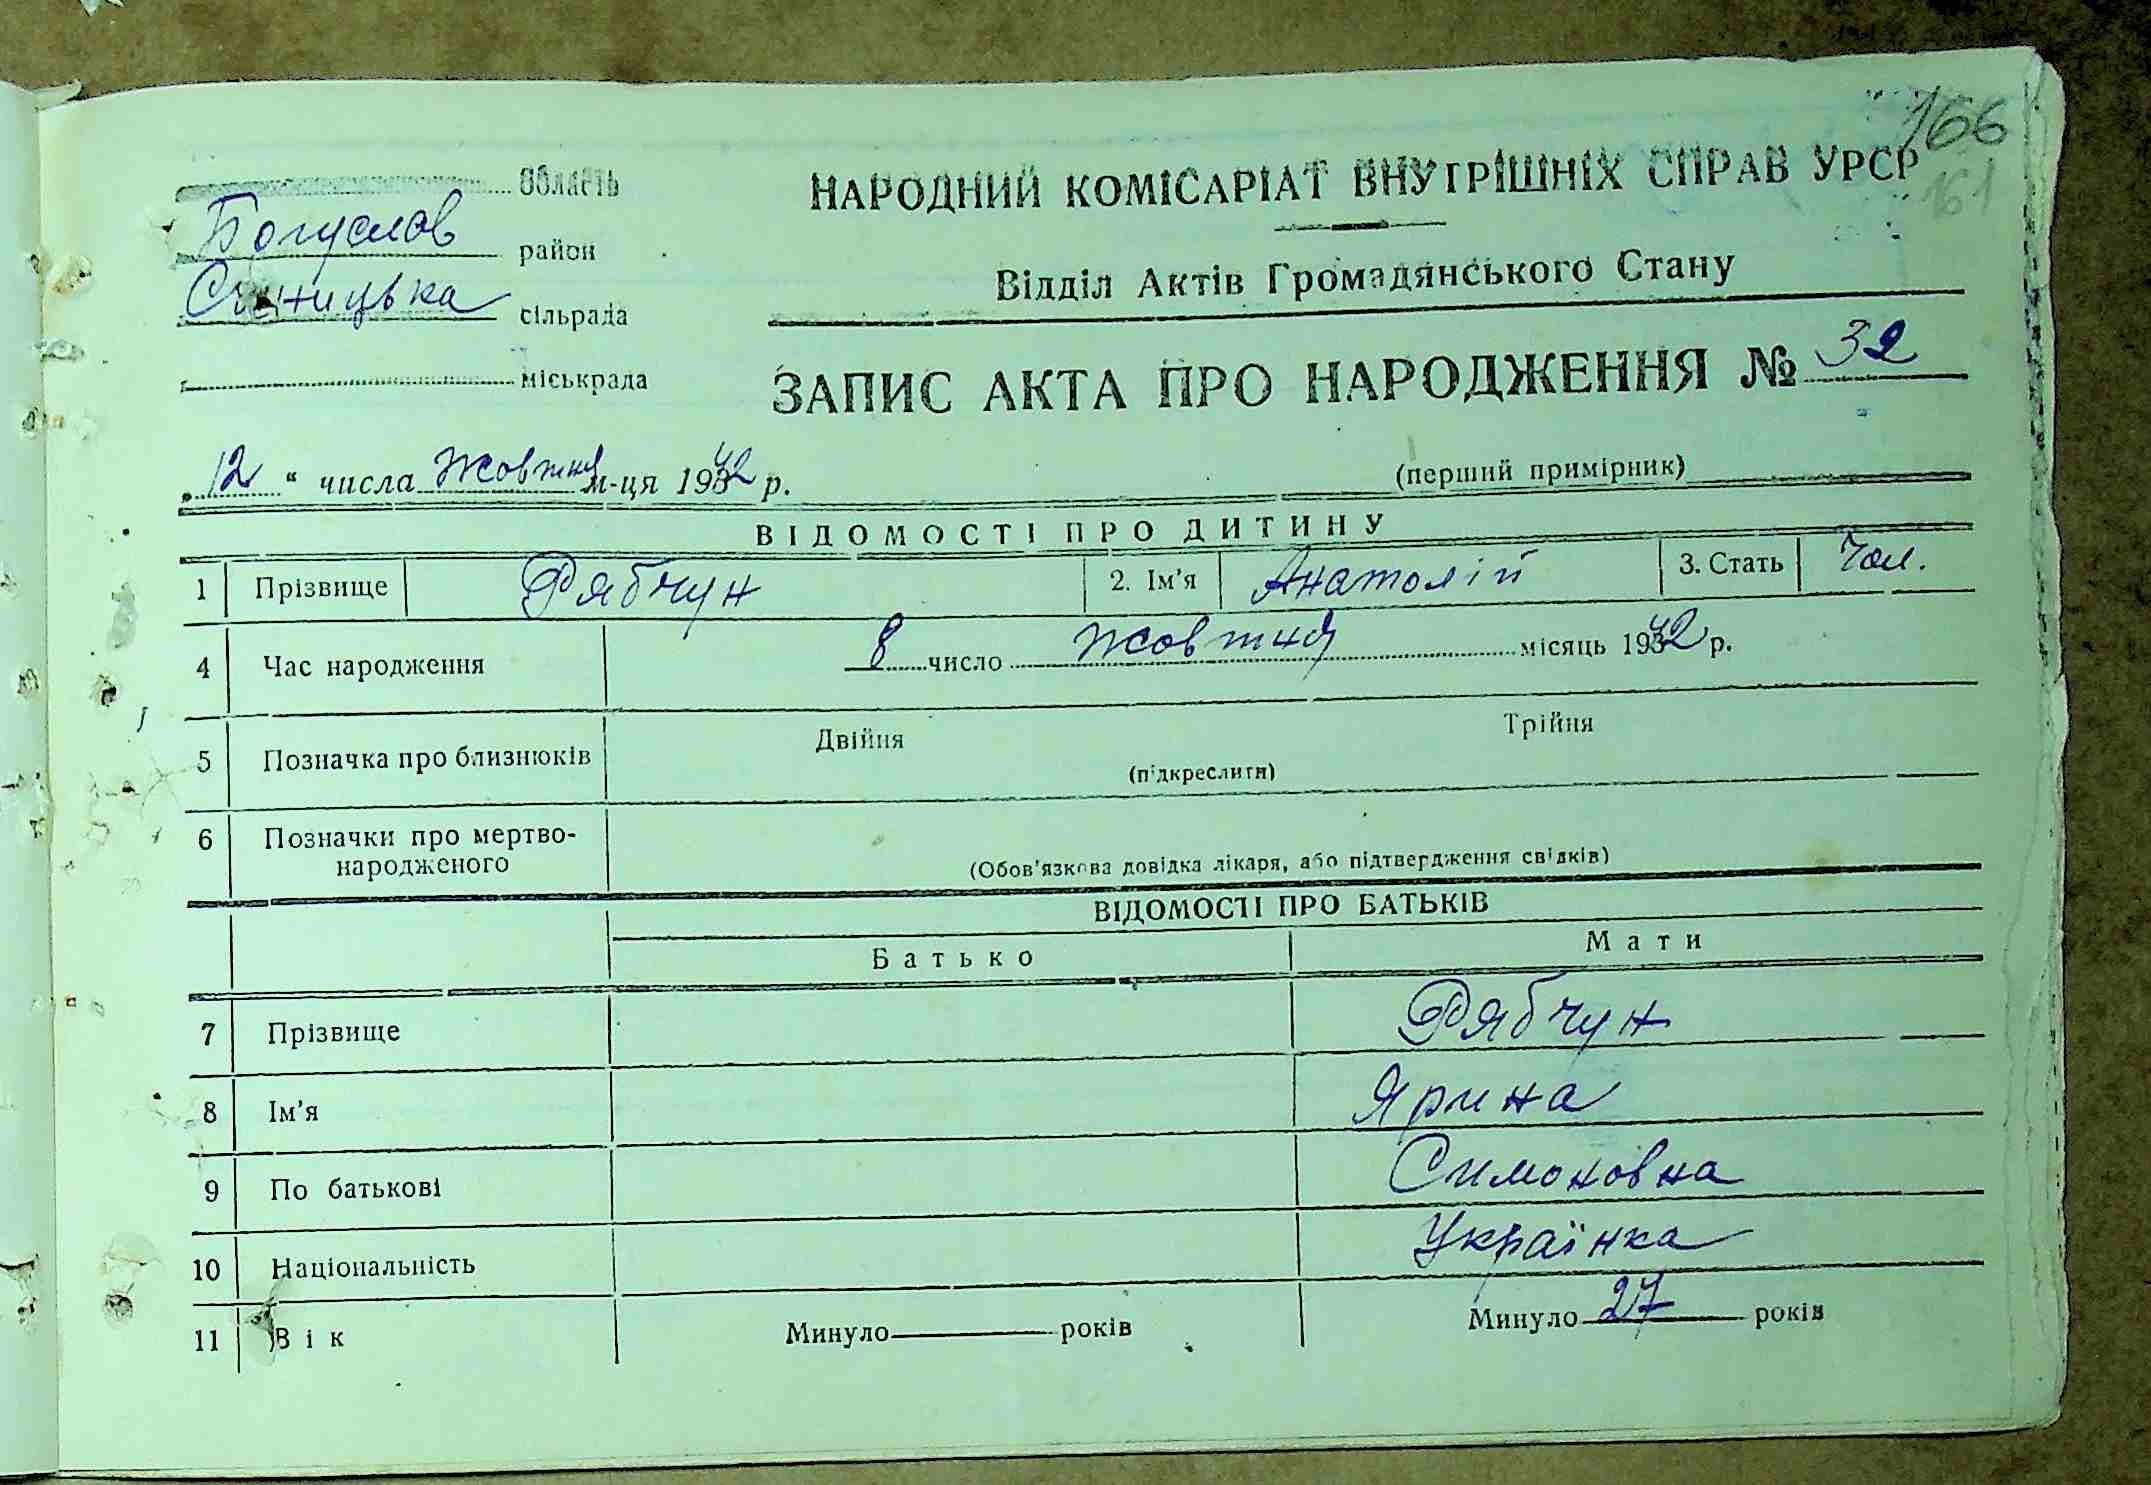 166
161
область
НАРОДНИЙ КОМІСАРІАТ ВНУТРІШНІХ СПРАВ УРСР
Богуслав район
Відділ Актів Громадянського Стану
Синицька сільрада
міськрада
ЗАПИС АКТА ПРО НАРОДЖЕННЯ № 32
„12“ числа Жовтня м-ця 1942 р.
(перший примірник)
ВІДОМОСТІ ПРО ДИТИНУ
1 Прізвище Рябчун 2. Ім'я Анатолій 3. Стать Чол.
4 Час народження 8 число Жовтня місяць 1942 р.
5 Позначка про близнюків Двійня Трійня
(підкреслити)
6 Позначки про мертво-
народженого
(Обов'язкова довідка лікаря, або підтвердження свідків)
ВІДОМОСТІ ПРО БАТЬКІВ
Батько Мати
7 Прізвище Рябчун
8 Ім'я Ярина
9 По батькові Симоновна
10 Національність Українка
11 Вік Минуло років Минуло 27 років